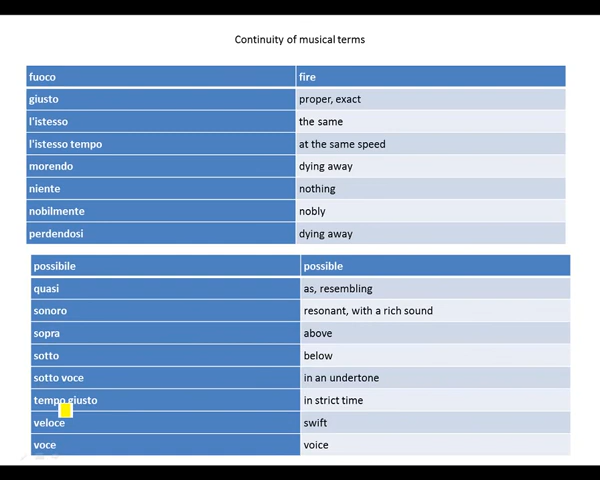 Continuity of musical terms
fuoco fire
giusto proper, exact
l'istesso the same
l'istesso tempo at the same speed
morendo dying away
niente nothing
nobilmente nobly
perdendosi dying away
possibile possible
quasi as, resembling
sonoro resonant, with a rich sound
sopra above
sotto below
sotto voce in an undertone
tempo giusto in strict time
veloce swift
voce voice